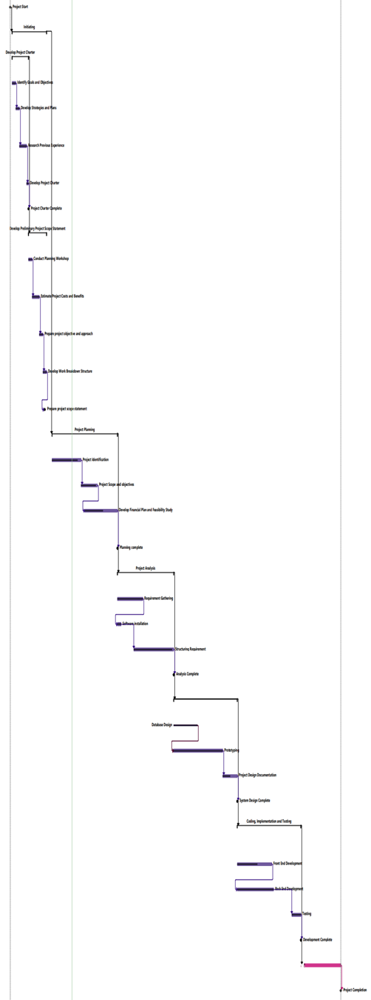 Project Start
Initiating
Develop Project Charter
Identify Goals and Objectives
Develop Strategies and Plans
Research Previous Experience
Develop Project Charter
Project Charter Complete
Develop Preliminary Project Scope Statement
Conduct Planning Workshop
Estimate Project Costs and Benefits
Prepare project objective and approach
Develop Work Breakdown Structure
Prepare project scope statement
Project Planning
Project Identification
Project Scope and objectives
Develop Financial Plan and Feasibility Study
Planning complete
Project Analysis
Requirement Gathering
Software Installation
Structuring Requirement
Analysis Complete
Database Design
Prototyping
Project Design Documentation
System Design Complete
Coding, Implementation and Testing
Front End Development
Back End Development
Testing
Development Complete
Project Completion